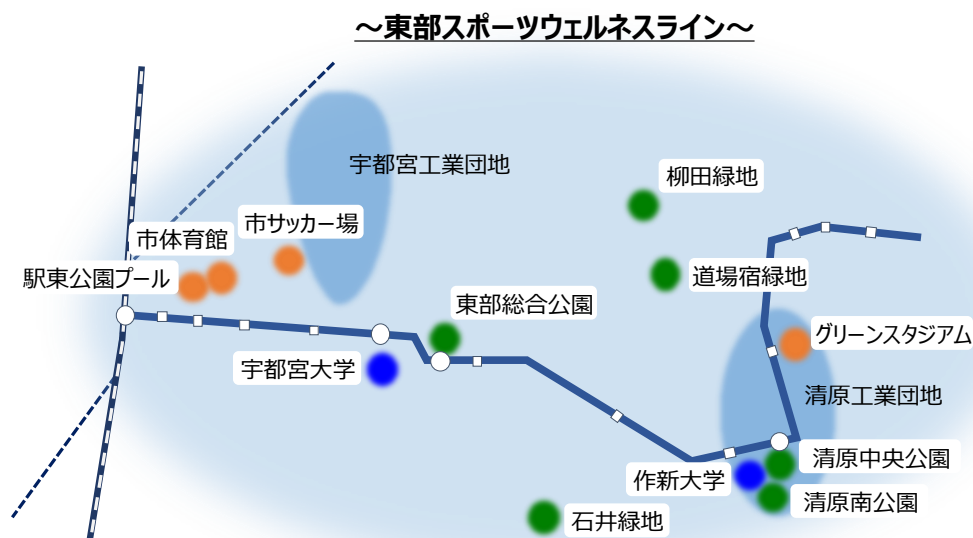 ～東部スポーツウェルネスライン～
宇都宮工業団地
柳田緑地
市サッカー場
市体育館
駅東公園プール
道場宿緑地
東部総合公園
グリーンスタジアム
宇都宮大学
清原工業団地
清原中央公園
作新大学
清原南公園
石井緑地